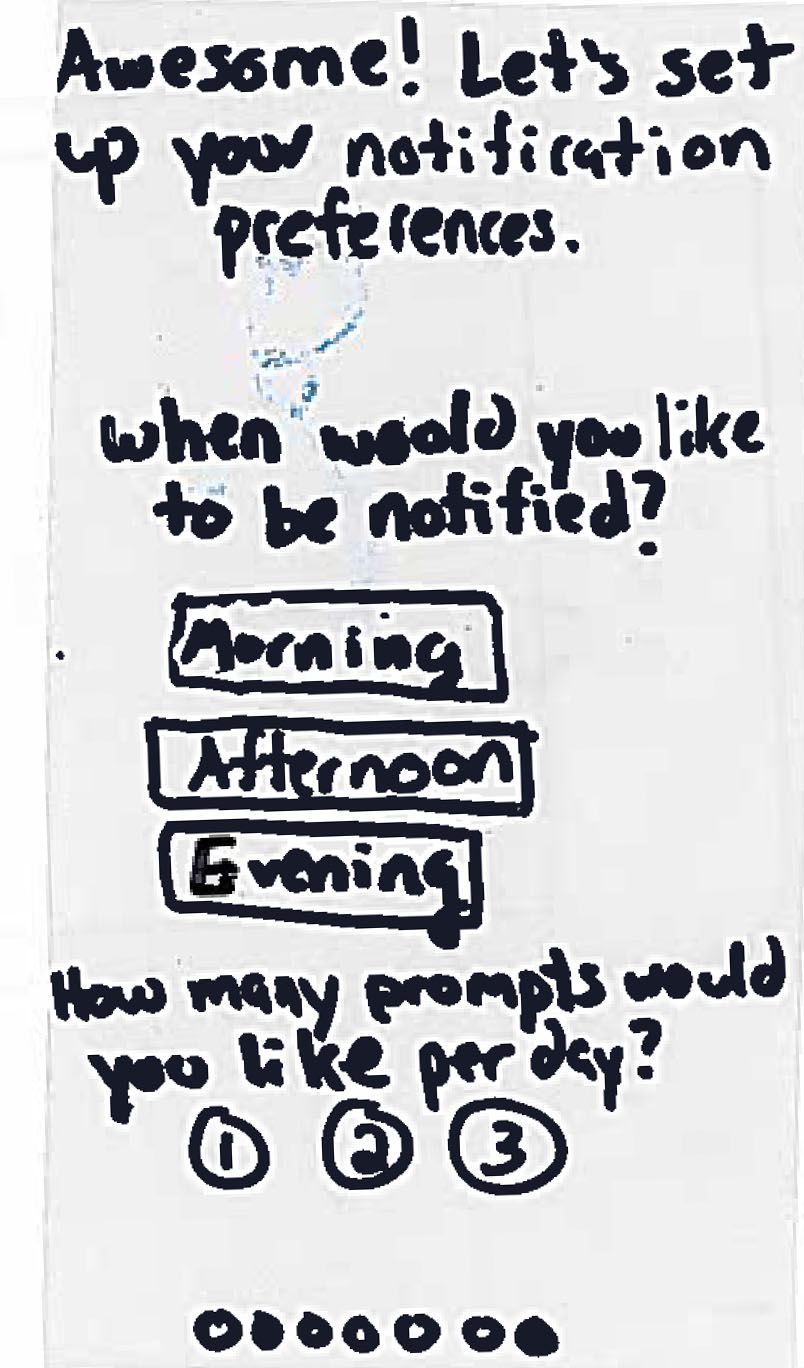 Awesome! Let's set
up your notification
preferences.
When would you like
to be notified?
Morning
Afternoon
Evening
How many prompts would
you like per day?
1 2 3